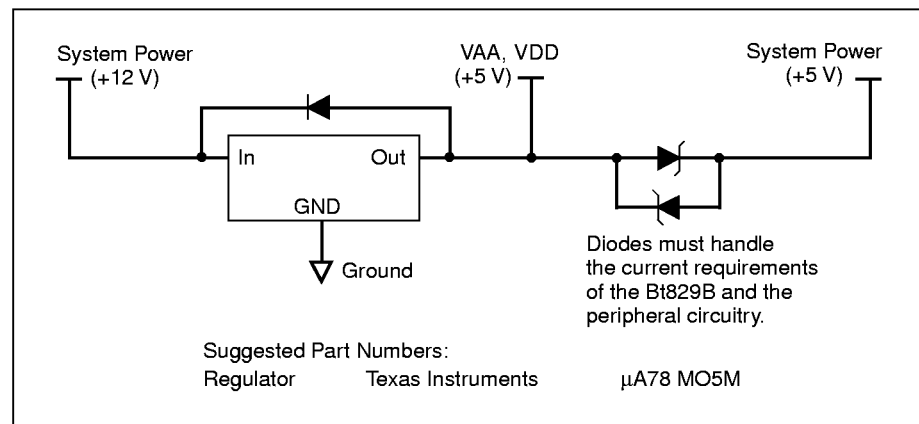 System Power
(+12 V)
VAA, VDD
(+5 V)
System Power
(+5 V)
In
Out
GND
Ground
Diodes must handle
the current requirements
of the Bt829B and the
peripheral circuitry.
Suggested Part Numbers:
Regulator Texas Instruments µA78 MO5M